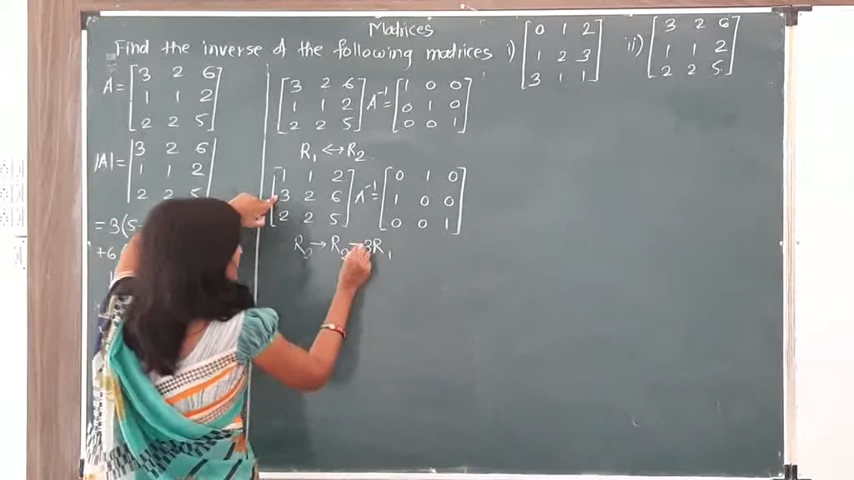 Matrices
Find the inverse of the following matrices i) [0 1 2
1 2 3
3 1 1] ii) [3 2 6
1 1 2
2 2 5]
A = [3 2 6
1 1 2
2 2 5]
|A| = |3 2 6
1 1 2
2 2 5|
= 3(5-
+6
[3 2 6
1 1 2
2 2 5] A⁻¹ = [1 0 0
0 1 0
0 0 1]
R₁ ↔ R₂
[1 1 2
3 2 6
2 2 5] A⁻¹ = [0 1 0
1 0 0
0 0 1]
R₂ → R₂ - 3R₁